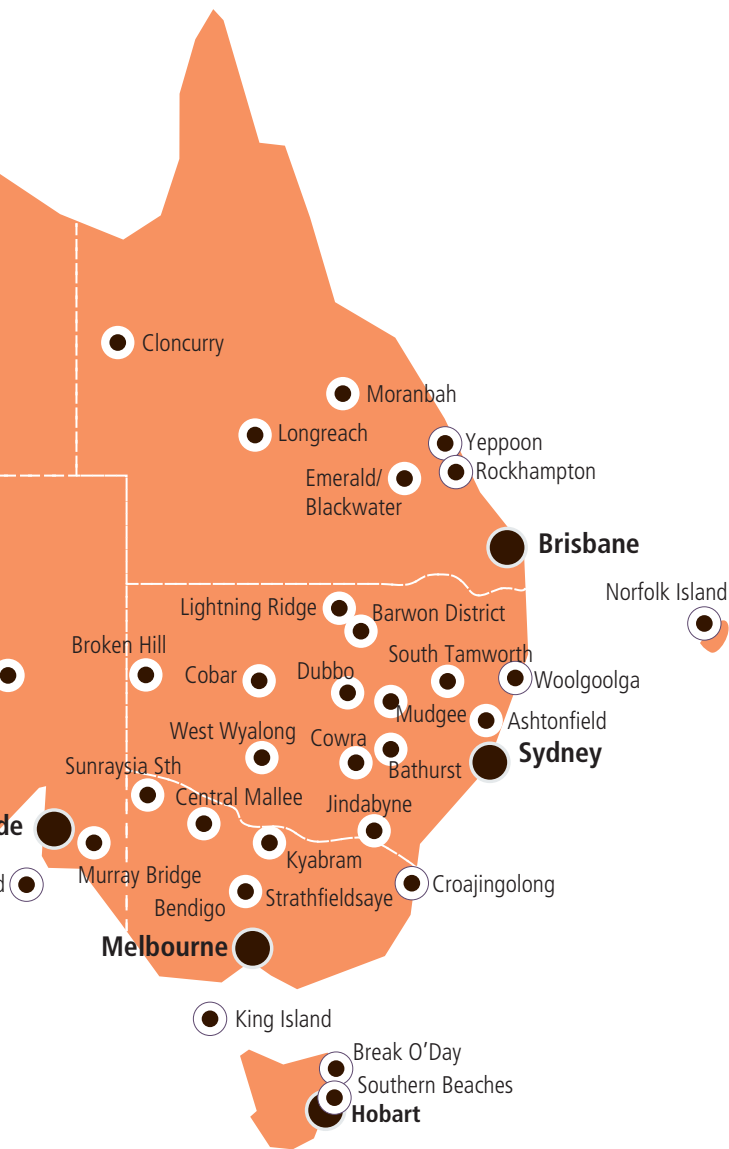 Cloncurry
Moranbah
Longreach
Yeppoon
Emerald/
Blackwater
Rockhampton
Brisbane
Norfolk Island
Lightning Ridge
Barwon District
Broken Hill
South Tamworth
Cobar
Dubbo
Woolgoolga
Mudgee
Ashtonfield
West Wyalong
Cowra
Sydney
Sunraysia Sth
Bathurst
Central Mallee
Jindabyne
de
Kyabram
Murray Bridge
d
Croajingolong
Bendigo
Strathfieldsaye
Melbourne
King Island
Break O’Day
Southern Beaches
Hobart